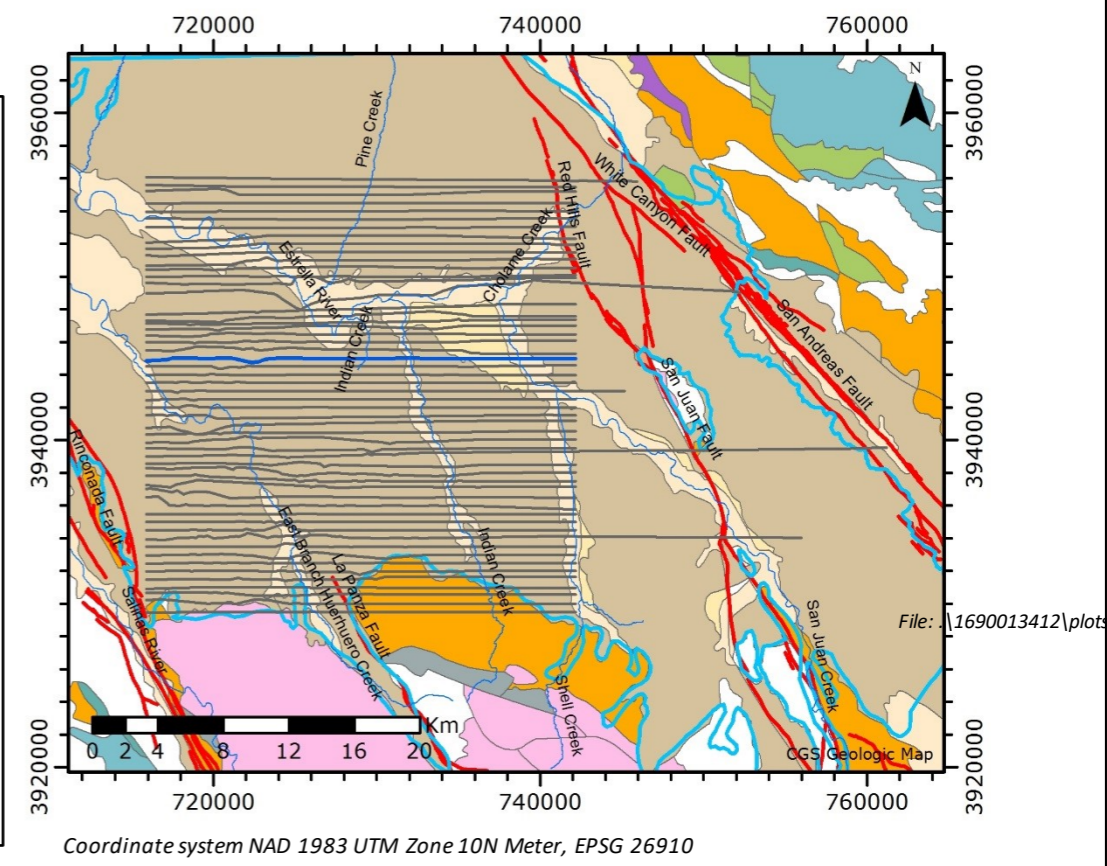 720000 740000 760000
3960000 3960000
N
Pine Creek
White Canyon Fault
Red Hills Fault
Cholame Creek
Estrella River
Indian Creek
San Andreas Fault
San Juan Fault
3940000 3940000
Rinconada Fault
East Branch Huerhuero Creek
La Panza Fault
Indian Creek
Salinas River
San Juan Creek
Shell Creek
File: .\1690013412\plots
Km
0 2 4 8 12 16 20
CGS Geologic Map
3920000 3920000
720000 740000 760000
Coordinate system NAD 1983 UTM Zone 10N Meter, EPSG 26910